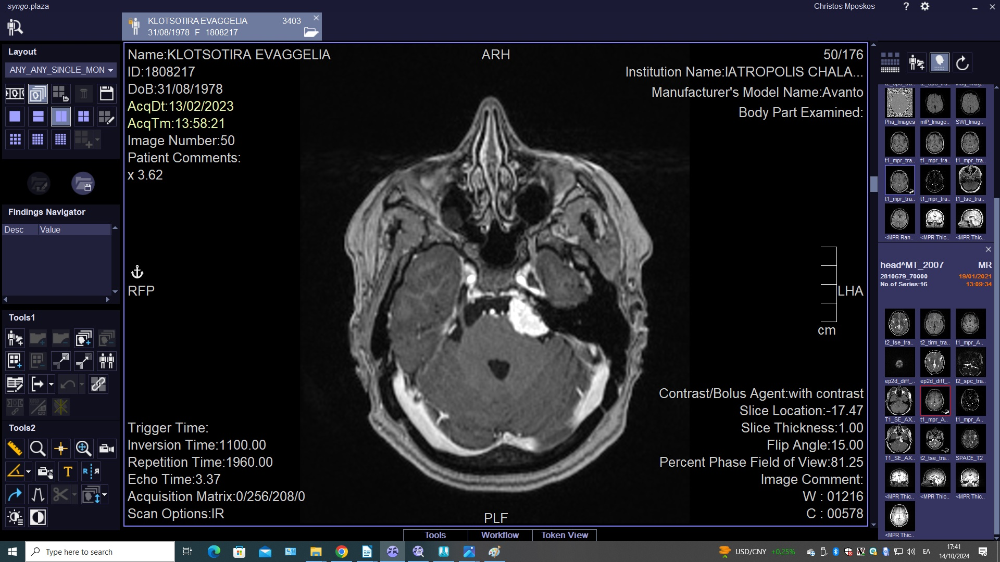 syngo.plaza
Christos Mposkos
?
KLOTSOTIRA EVAGGELIA 3403
31/08/1978 F 1808217
Layout
ANY_ANY_SINGLE_MON
Findings Navigator
Desc Value
Tools1
Tools2
Name:KLOTSOTIRA EVAGGELIA
ID:1808217
DoB:31/08/1978
AcqDt:13/02/2023
AcqTm:13:58:21
Image Number:50
Patient Comments:
x 3.62
ARH
50/176
Institution Name:IATROPOLIS CHALA...
Manufacturer's Model Name:Avanto
Body Part Examined:
RFP
LHA
cm
Trigger Time:
Inversion Time:1100.00
Repetition Time:1960.00
Echo Time:3.37
Acquisition Matrix:0/256/208/0
Scan Options:IR
PLF
Contrast/Bolus Agent:with contrast
Slice Location:-17.47
Slice Thickness:1.00
Flip Angle:15.00
Percent Phase Field of View:81.25
Image Comment:
W : 01216
C : 00578
Tools Workflow Token View
Pha_Images mIP_Image.. SWI_Imag..
t1_mpr_tra.. t1_mpr_tra.. t1_mpr_tra..
t1_mpr_tra.. t1_mpr_tra.. t1_tse_tra..
<MPR Ran.. <MPR Thic.. <MPR Thic..
head^MT_2007 MR
2810679_70000 19/01/2021
No.of Series:16 13:09:34
t2_tse_tra.. t2_tirm_tra.. t1_mpr_A..
ep2d_diff_.. ep2d_diff_.. t2_spc_tra..
T1_SE_AX.. t1_mpr_A.. t1_mpr_A..
T1_SE_AX.. t2_tse_tra.. SPACE_T2
<MPR Thic.. <MPR Thic.. <MPR Thic..
<MPR Thic..
Type here to search
USD/CNY +0.25%
ΕΛ
17:41
14/10/2024